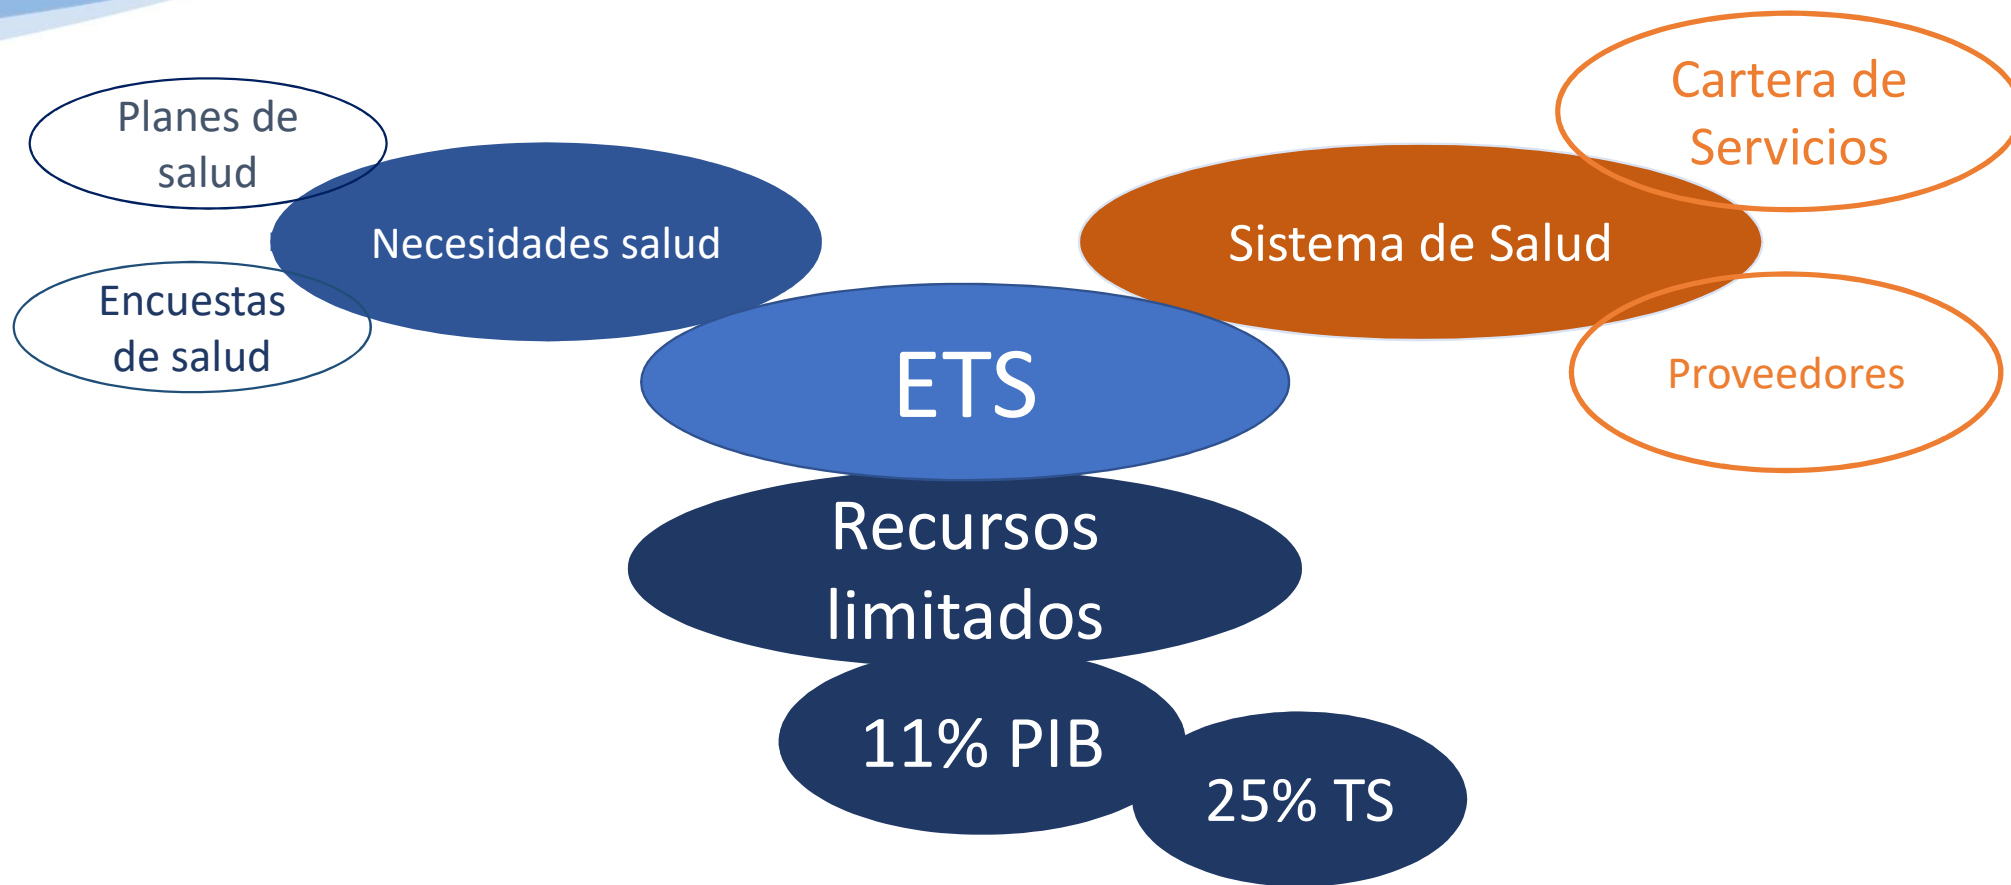 Planes de
salud
Necesidades salud
Encuestas
de salud
Cartera de
Servicios
Sistema de Salud
Proveedores
ETS
Recursos
limitados
11% PIB
25% TS